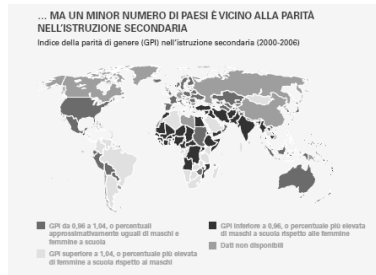 ... MA UN MINOR NUMERO DI PAESI È VICINO ALLA PARITÀ
NELL'ISTRUZIONE SECONDARIA
Indice della parità di genere (GPI) nell'istruzione secondaria (2000-2006)
GPI da 0,96 a 1,04, o percentuali
approssimativamente uguali di maschi e
femmine a scuola
GPI superiore a 1,04, o percentuale più elevata
di femmine a scuola rispetto ai maschi
GPI inferiore a 0,96, o percentuale più elevata
di maschi a scuola rispetto alle femmine
Dati non disponibili